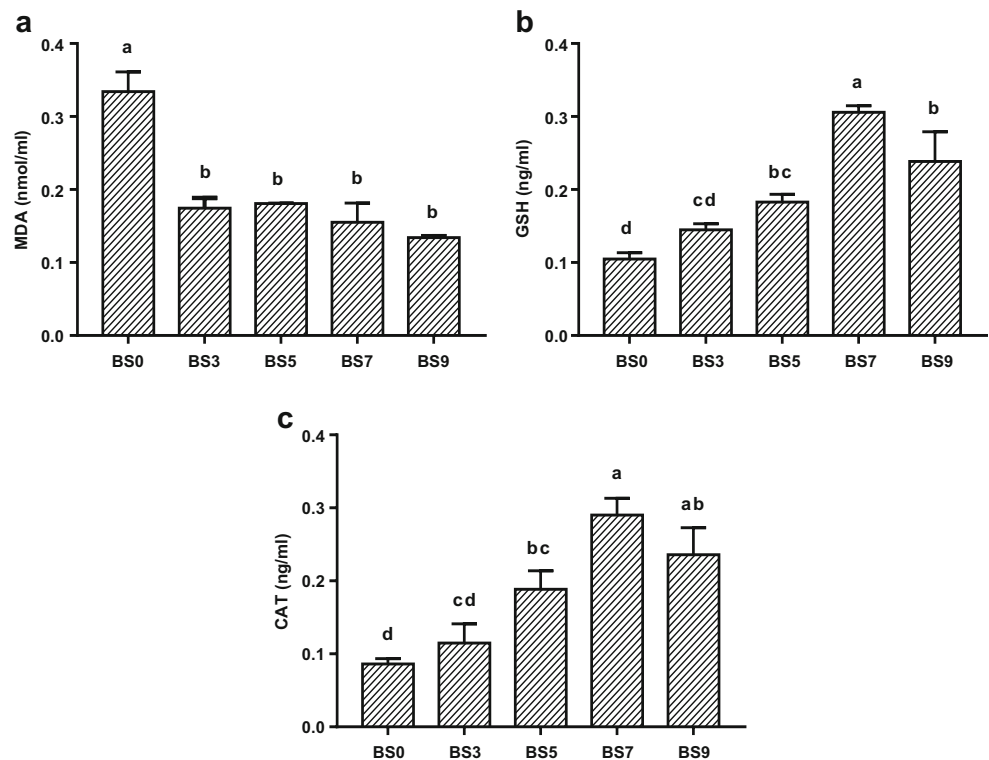 a
MDA (nmol/ml)
0.4
0.3
0.2
0.1
0.0
a
b
b
b
b
BS0 BS3 BS5 BS7 BS9
b
GSH (ng/ml)
0.4
0.3
0.2
0.1
0.0
d
cd
bc
a
b
BS0 BS3 BS5 BS7 BS9
c
CAT (ng/ml)
0.4
0.3
0.2
0.1
0.0
d
cd
bc
a
ab
BS0 BS3 BS5 BS7 BS9